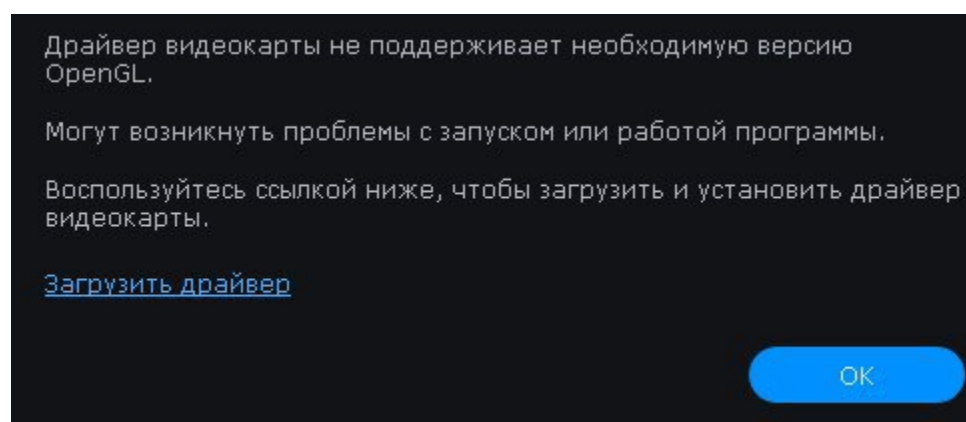 Драйвер видеокарты не поддерживает необходимую версию
OpenGL.
Могут возникнуть проблемы с запуском или работой программы.
Воспользуйтесь ссылкой ниже, чтобы загрузить и установить драйвер
видеокарты.
Загрузить драйвер
OK